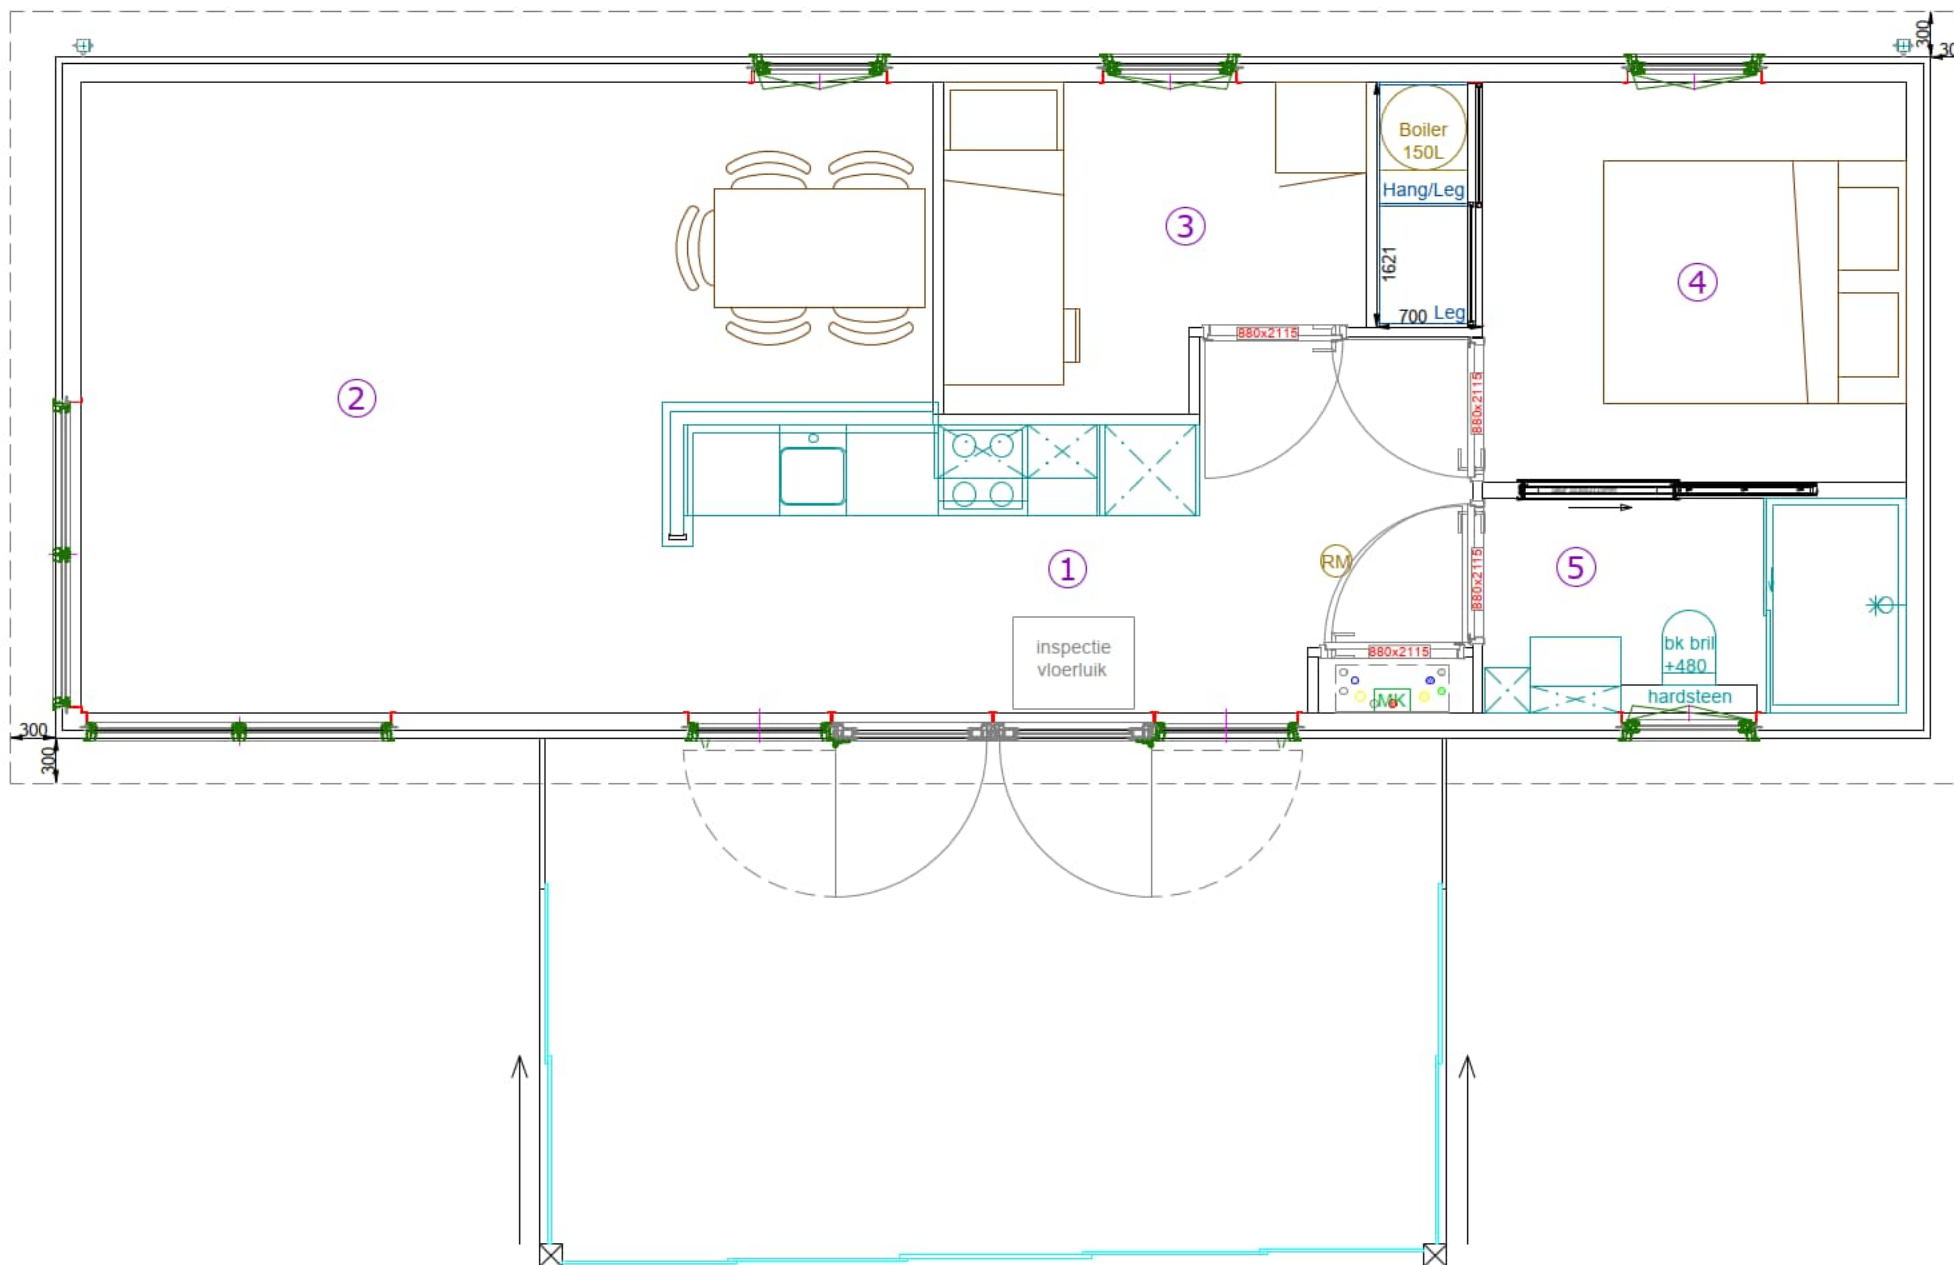 300
30
Boiler
150L
Hang/Leg
3
1621
4
700 Leg
880x2115
880x2115
2
1
RM
880x2115
5
inspectie
vloerluik
880x2115
MK
bk bril
+480
hardsteen
300
300